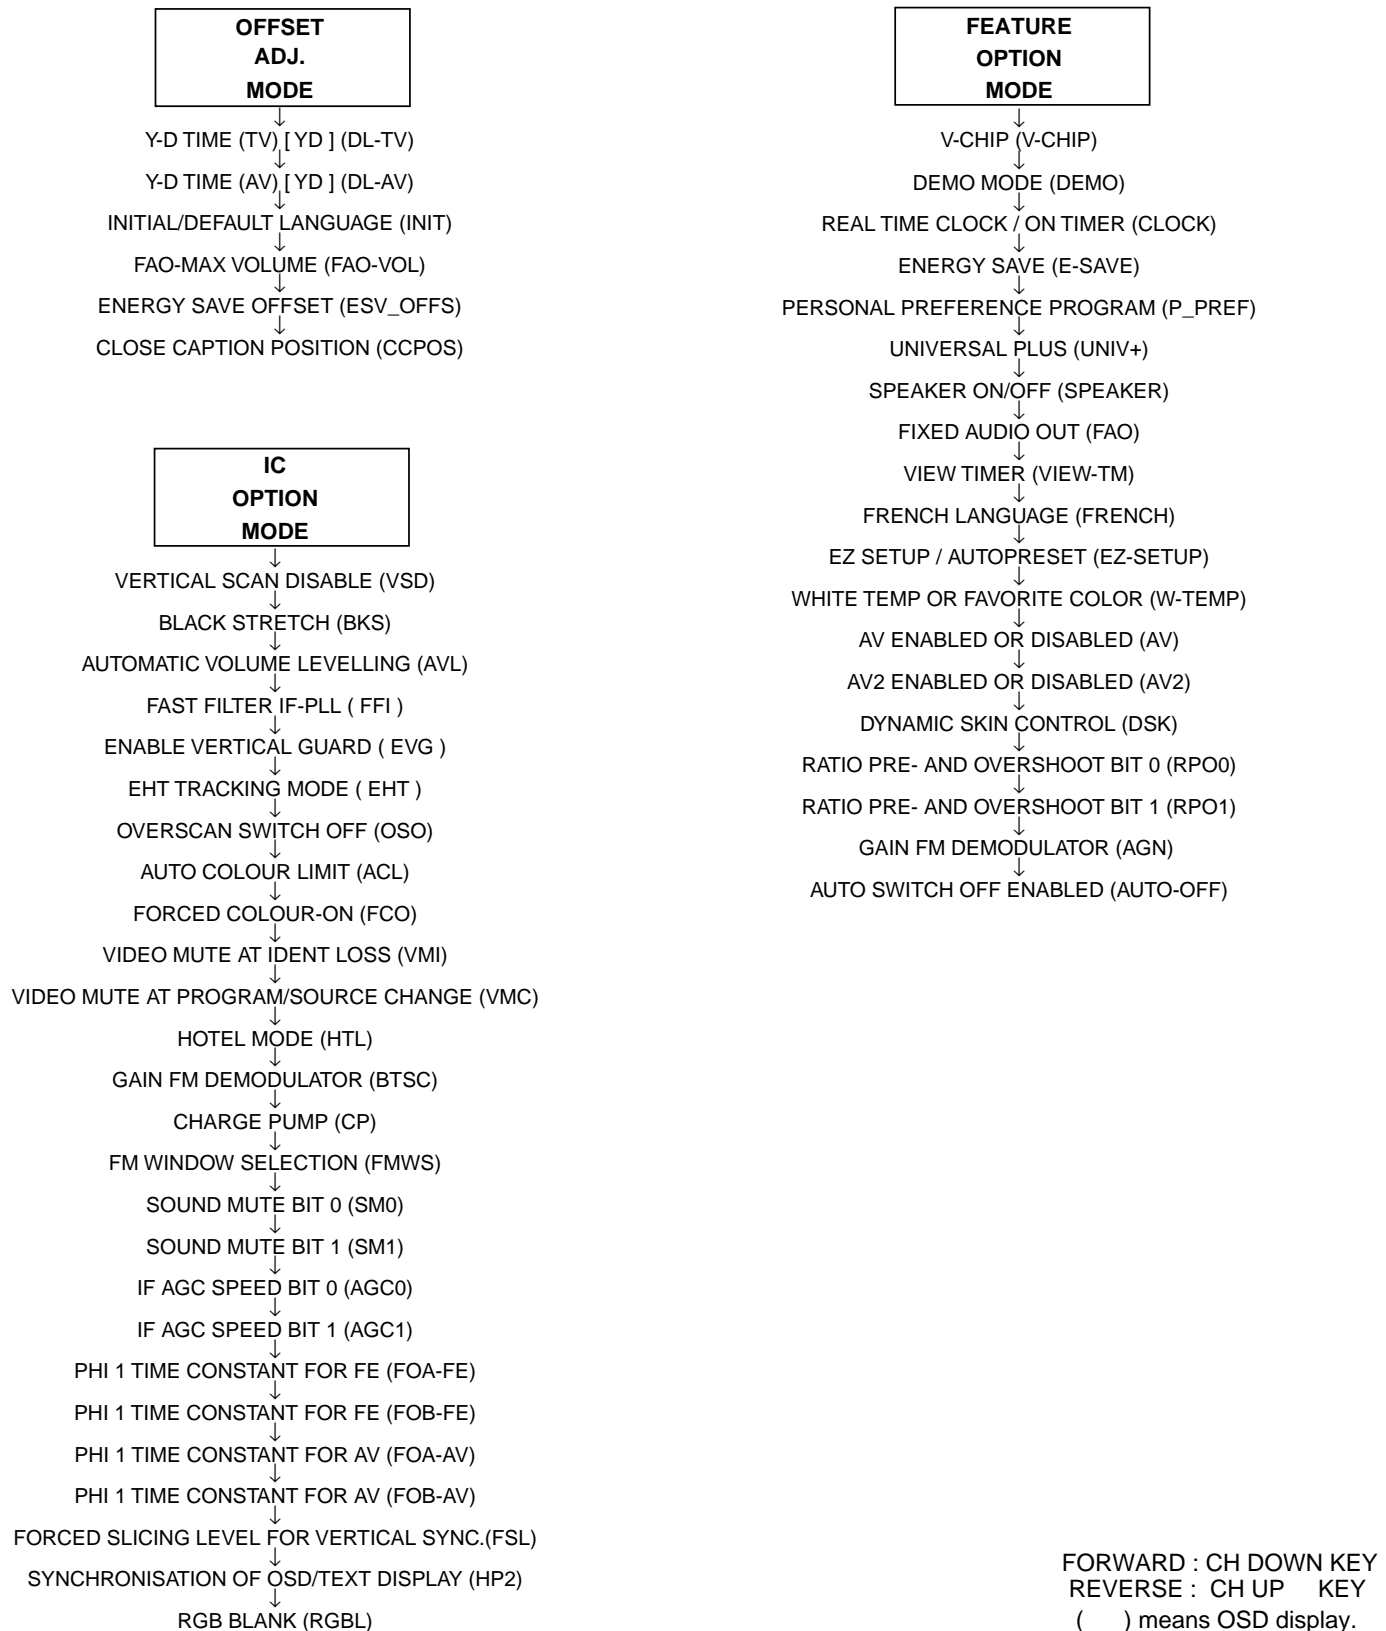 OFFSET
ADJ.
MODE
Y-D TIME (TV) [ YD ] (DL-TV)
Y-D TIME (AV) [ YD ] (DL-AV)
INITIAL/DEFAULT LANGUAGE (INIT)
FAO-MAX VOLUME (FAO-VOL)
ENERGY SAVE OFFSET (ESV_OFFS)
CLOSE CAPTION POSITION (CCPOS)
IC
OPTION
MODE
VERTICAL SCAN DISABLE (VSD)
BLACK STRETCH (BKS)
AUTOMATIC VOLUME LEVELLING (AVL)
FAST FILTER IF-PLL ( FFI )
ENABLE VERTICAL GUARD ( EVG )
EHT TRACKING MODE ( EHT )
OVERSCAN SWITCH OFF (OSO)
AUTO COLOUR LIMIT (ACL)
FORCED COLOUR-ON (FCO)
VIDEO MUTE AT IDENT LOSS (VMI)
VIDEO MUTE AT PROGRAM/SOURCE CHANGE (VMC)
HOTEL MODE (HTL)
GAIN FM DEMODULATOR (BTSC)
CHARGE PUMP (CP)
FM WINDOW SELECTION (FMWS)
SOUND MUTE BIT 0 (SM0)
SOUND MUTE BIT 1 (SM1)
IF AGC SPEED BIT 0 (AGC0)
IF AGC SPEED BIT 1 (AGC1)
PHI 1 TIME CONSTANT FOR FE (FOA-FE)
PHI 1 TIME CONSTANT FOR FE (FOB-FE)
PHI 1 TIME CONSTANT FOR AV (FOA-AV)
PHI 1 TIME CONSTANT FOR AV (FOB-AV)
FORCED SLICING LEVEL FOR VERTICAL SYNC.(FSL)
SYNCHRONISATION OF OSD/TEXT DISPLAY (HP2)
RGB BLANK (RGBL)
FEATURE
OPTION
MODE
V-CHIP (V-CHIP)
DEMO MODE (DEMO)
REAL TIME CLOCK / ON TIMER (CLOCK)
ENERGY SAVE (E-SAVE)
PERSONAL PREFERENCE PROGRAM (P_PREF)
UNIVERSAL PLUS (UNIV+)
SPEAKER ON/OFF (SPEAKER)
FIXED AUDIO OUT (FAO)
VIEW TIMER (VIEW-TM)
FRENCH LANGUAGE (FRENCH)
EZ SETUP / AUTOPRESET (EZ-SETUP)
WHITE TEMP OR FAVORITE COLOR (W-TEMP)
AV ENABLED OR DISABLED (AV)
AV2 ENABLED OR DISABLED (AV2)
DYNAMIC SKIN CONTROL (DSK)
RATIO PRE- AND OVERSHOOT BIT 0 (RPO0)
RATIO PRE- AND OVERSHOOT BIT 1 (RPO1)
GAIN FM DEMODULATOR (AGN)
AUTO SWITCH OFF ENABLED (AUTO-OFF)
FORWARD : CH DOWN KEY
REVERSE : CH UP KEY
( ) means OSD display.